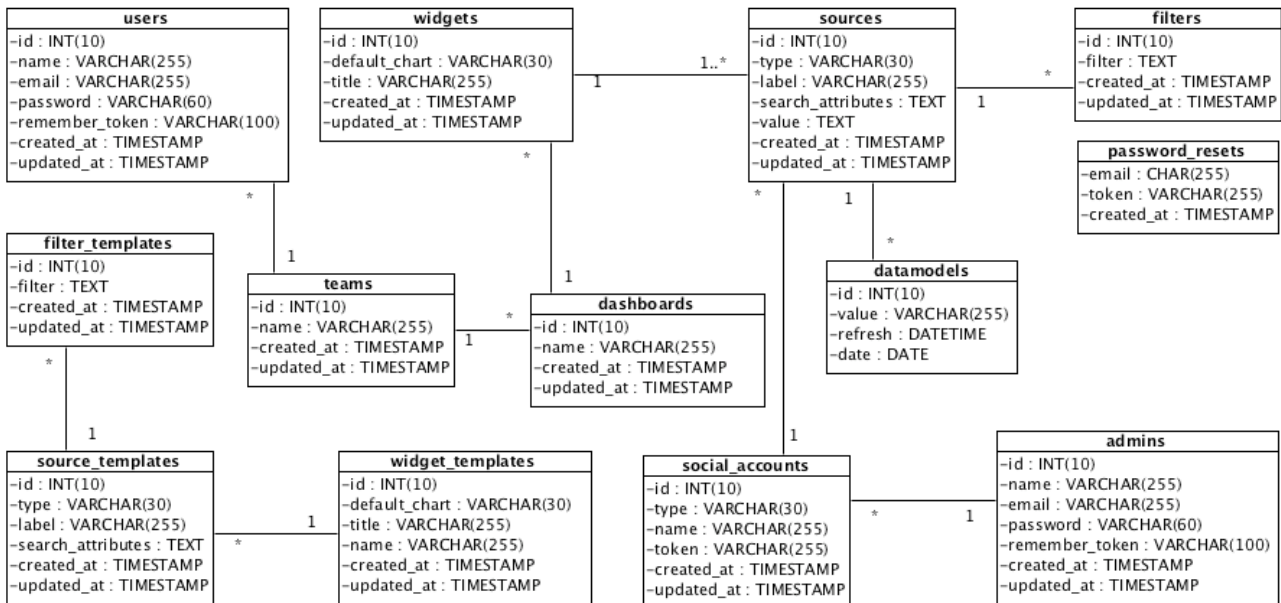 users
-id : INT(10)
-name : VARCHAR(255)
-email : VARCHAR(255)
-password : VARCHAR(60)
-remember_token : VARCHAR(100)
-created_at : TIMESTAMP
-updated_at : TIMESTAMP
*
1
widgets
-id : INT(10)
-default_chart : VARCHAR(30)
-title : VARCHAR(255)
-created_at : TIMESTAMP
-updated_at : TIMESTAMP
1
1..*
*
1
sources
-id : INT(10)
-type : VARCHAR(30)
-label : VARCHAR(255)
-search_attributes : TEXT
-value : TEXT
-created_at : TIMESTAMP
-updated_at : TIMESTAMP
1
*
*
1
1
*
filters
-id : INT(10)
-filter : TEXT
-created_at : TIMESTAMP
-updated_at : TIMESTAMP
password_resets
-email : CHAR(255)
-token : VARCHAR(255)
-created_at : TIMESTAMP
filter_templates
-id : INT(10)
-filter : TEXT
-created_at : TIMESTAMP
-updated_at : TIMESTAMP
*
1
teams
-id : INT(10)
-name : VARCHAR(255)
-created_at : TIMESTAMP
-updated_at : TIMESTAMP
1
*
dashboards
-id : INT(10)
-name : VARCHAR(255)
-created_at : TIMESTAMP
-updated_at : TIMESTAMP
datamodels
-id : INT(10)
-value : VARCHAR(255)
-refresh : DATETIME
-date : DATE
source_templates
-id : INT(10)
-type : VARCHAR(30)
-label : VARCHAR(255)
-search_attributes : TEXT
-created_at : TIMESTAMP
-updated_at : TIMESTAMP
*
1
widget_templates
-id : INT(10)
-default_chart : VARCHAR(30)
-title : VARCHAR(255)
-name : VARCHAR(255)
-created_at : TIMESTAMP
-updated_at : TIMESTAMP
social_accounts
-id : INT(10)
-type : VARCHAR(30)
-name : VARCHAR(255)
-token : VARCHAR(255)
-created_at : TIMESTAMP
-updated_at : TIMESTAMP
*
1
admins
-id : INT(10)
-name : VARCHAR(255)
-email : VARCHAR(255)
-password : VARCHAR(60)
-remember_token : VARCHAR(100)
-created_at : TIMESTAMP
-updated_at : TIMESTAMP